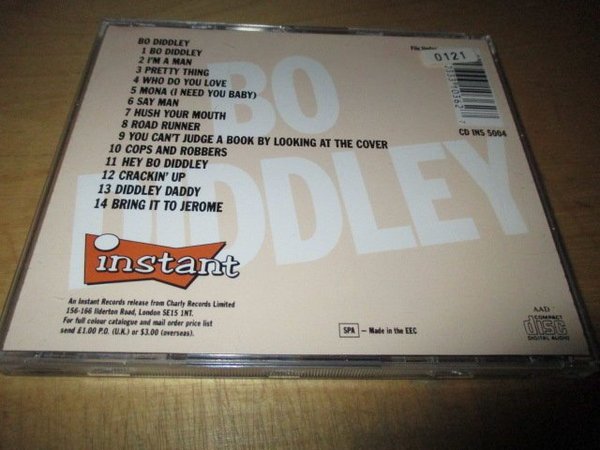 BO DIDDLEY
1 BO DIDDLEY
2 I'M A MAN
3 PRETTY THING
4 WHO DO YOU LOVE
5 MONA (I NEED YOU BABY)
6 SAY MAN
7 HUSH YOUR MOUTH
8 ROAD RUNNER
9 YOU CAN'T JUDGE A BOOK BY LOOKING AT THE COVER
10 COPS AND ROBBERS
11 HEY BO DIDDLEY
12 CRACKIN' UP
13 DIDDLEY DADDY
14 BRING IT TO JEROME
File Under
0121
CD INS 5004
BO
DIDDLEY
instant
An Instant Records release from Charly Records Limited
156-166 Ilderton Road, London SE15 1NT.
For full colour catalogue and mail order price list
send £1.00 P.O. (U.K.) or $3.00 (overseas).
SPA – Made in the EEC
AAD
COMPACT
disc
DIGITAL AUDIO